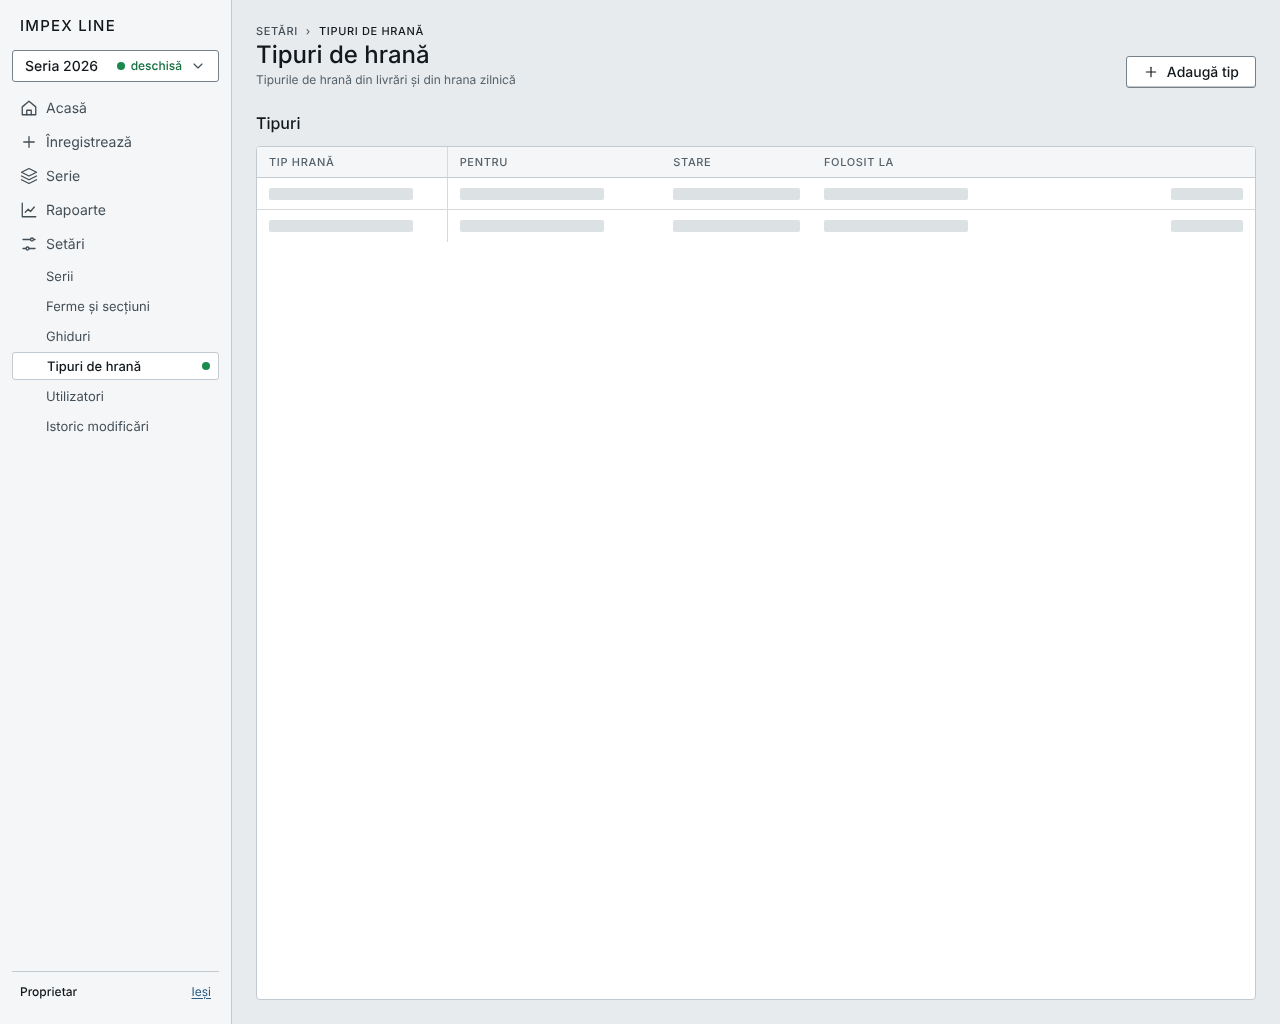 IMPEX LINE
Seria 2026 deschisă
Acasă
Înregistrează
Serie
Rapoarte
Setări
Serii
Ferme și secțiuni
Ghiduri
Tipuri de hrană
Utilizatori
Istoric modificări
Proprietar Ieși
SETĂRI › TIPURI DE HRANĂ
Tipuri de hrană
Tipurile de hrană din livrări și din hrana zilnică
Adaugă tip
Tipuri
TIP HRANĂ PENTRU STARE FOLOSIT LA